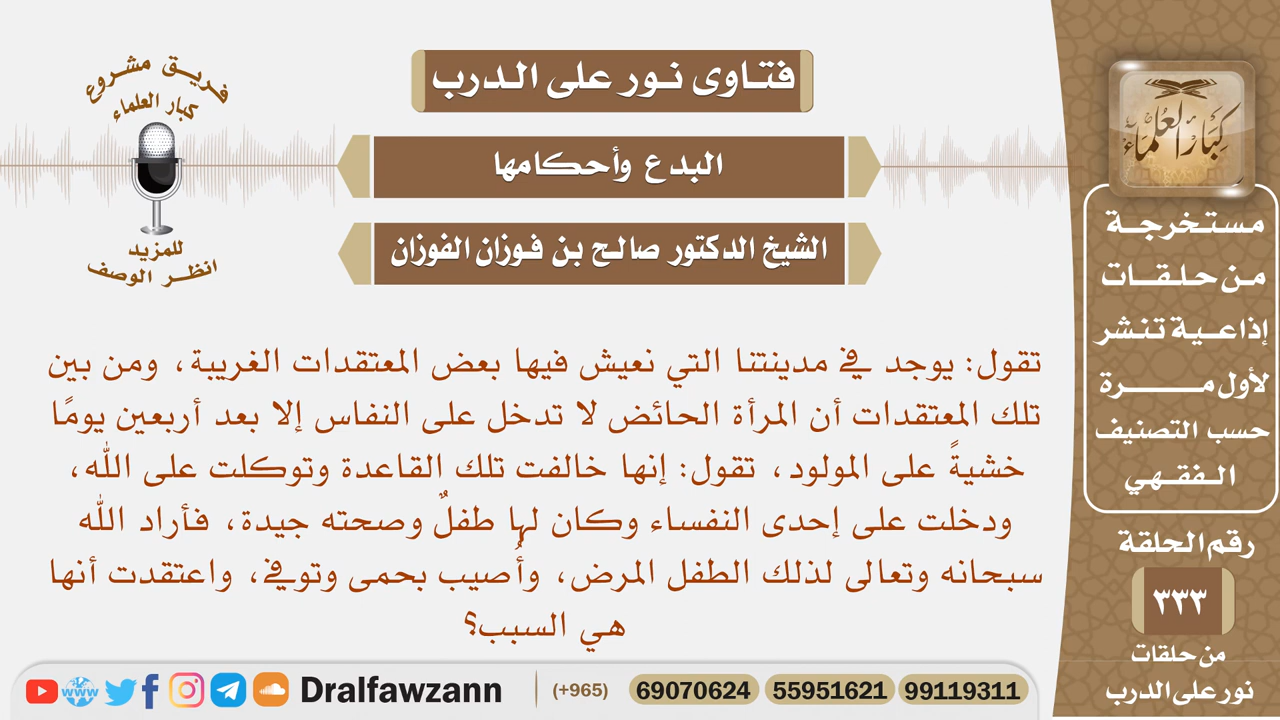 فتاوى نور على الدرب
البدع وأحكامها
الشيخ الدكتور صالح بن فوزان الفوزان
فريق مشروع
كبار العلماء
للمزيد
انظر الوصف
تقول: يوجد في مدينتنا التي نعيش فيها بعض المعتقدات الغريبة، ومن بين
تلك المعتقدات أن المرأة الحائض لا تدخل على النفاس إلا بعد أربعين يومًا
خشيةً على المولود، تقول: إنها خالفت تلك القاعدة وتوكلت على الله،
ودخلت على إحدى النفساء وكان لها طفلٌ وصحته جيدة، فأراد الله
سبحانه وتعالى لذلك الطفل المرض، وأُصيب بحمى وتوفي، واعتقدت أنها
هي السبب؟
كبار العلماء
مستخرجة
من حلقات
إذاعية تنشر
لأول مرة
حسب التصنيف
الفقهي
رقم الحلقة
٣٣٣
من حلقات
نور على الدرب
www Dralfawzann (+965) 69070624 55951621 99119311